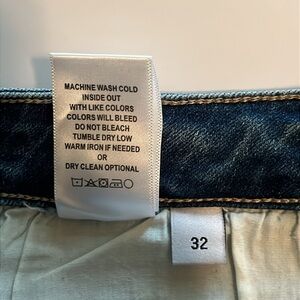 MACHINE WASH COLD
INSIDE OUT
WITH LIKE COLORS
COLORS WILL BLEED
DO NOT BLEACH
TUMBLE DRY LOW
WARM IRON IF NEEDED
OR
DRY CLEAN OPTIONAL
32